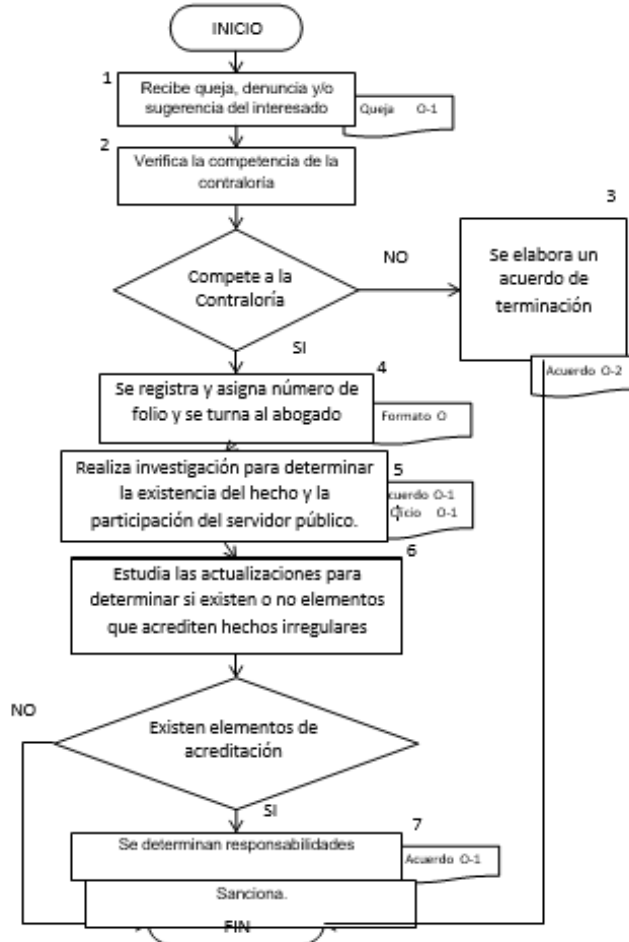 INICIO
1
Recibe queja, denuncia y/o
sugerencia del interesado
Queja O-1
2
Verifica la competencia de la
contraloría
3
Compete a la
Contraloría
NO
Se elabora un
acuerdo de
terminación
Acuerdo O-2
SI
4
Se registra y asigna número de
folio y se turna al abogado
Formato O
5
Realiza investigación para determinar
la existencia del hecho y la
participación del servidor público.
cuerdo O-1
O-1
6
Estudia las actualizaciones para
determinar si existen o no elementos
que acrediten hechos irregulares
NO
Existen elementos de
acreditación
SI
7
Se determinan responsabilidades
Acuerdo O-1
Sanciona.
FIN